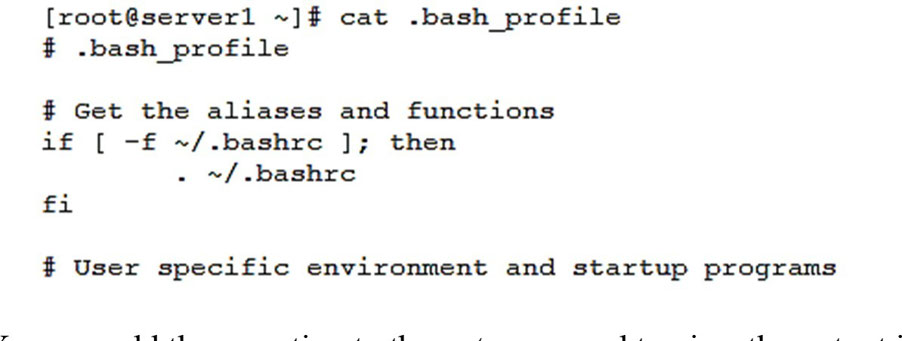 [root@server1 ~]# cat .bash_profile
# .bash_profile
# Get the aliases and functions
if [ -f ~/.bashrc ]; then
. ~/.bashrc
fi
# User specific environment and startup programs